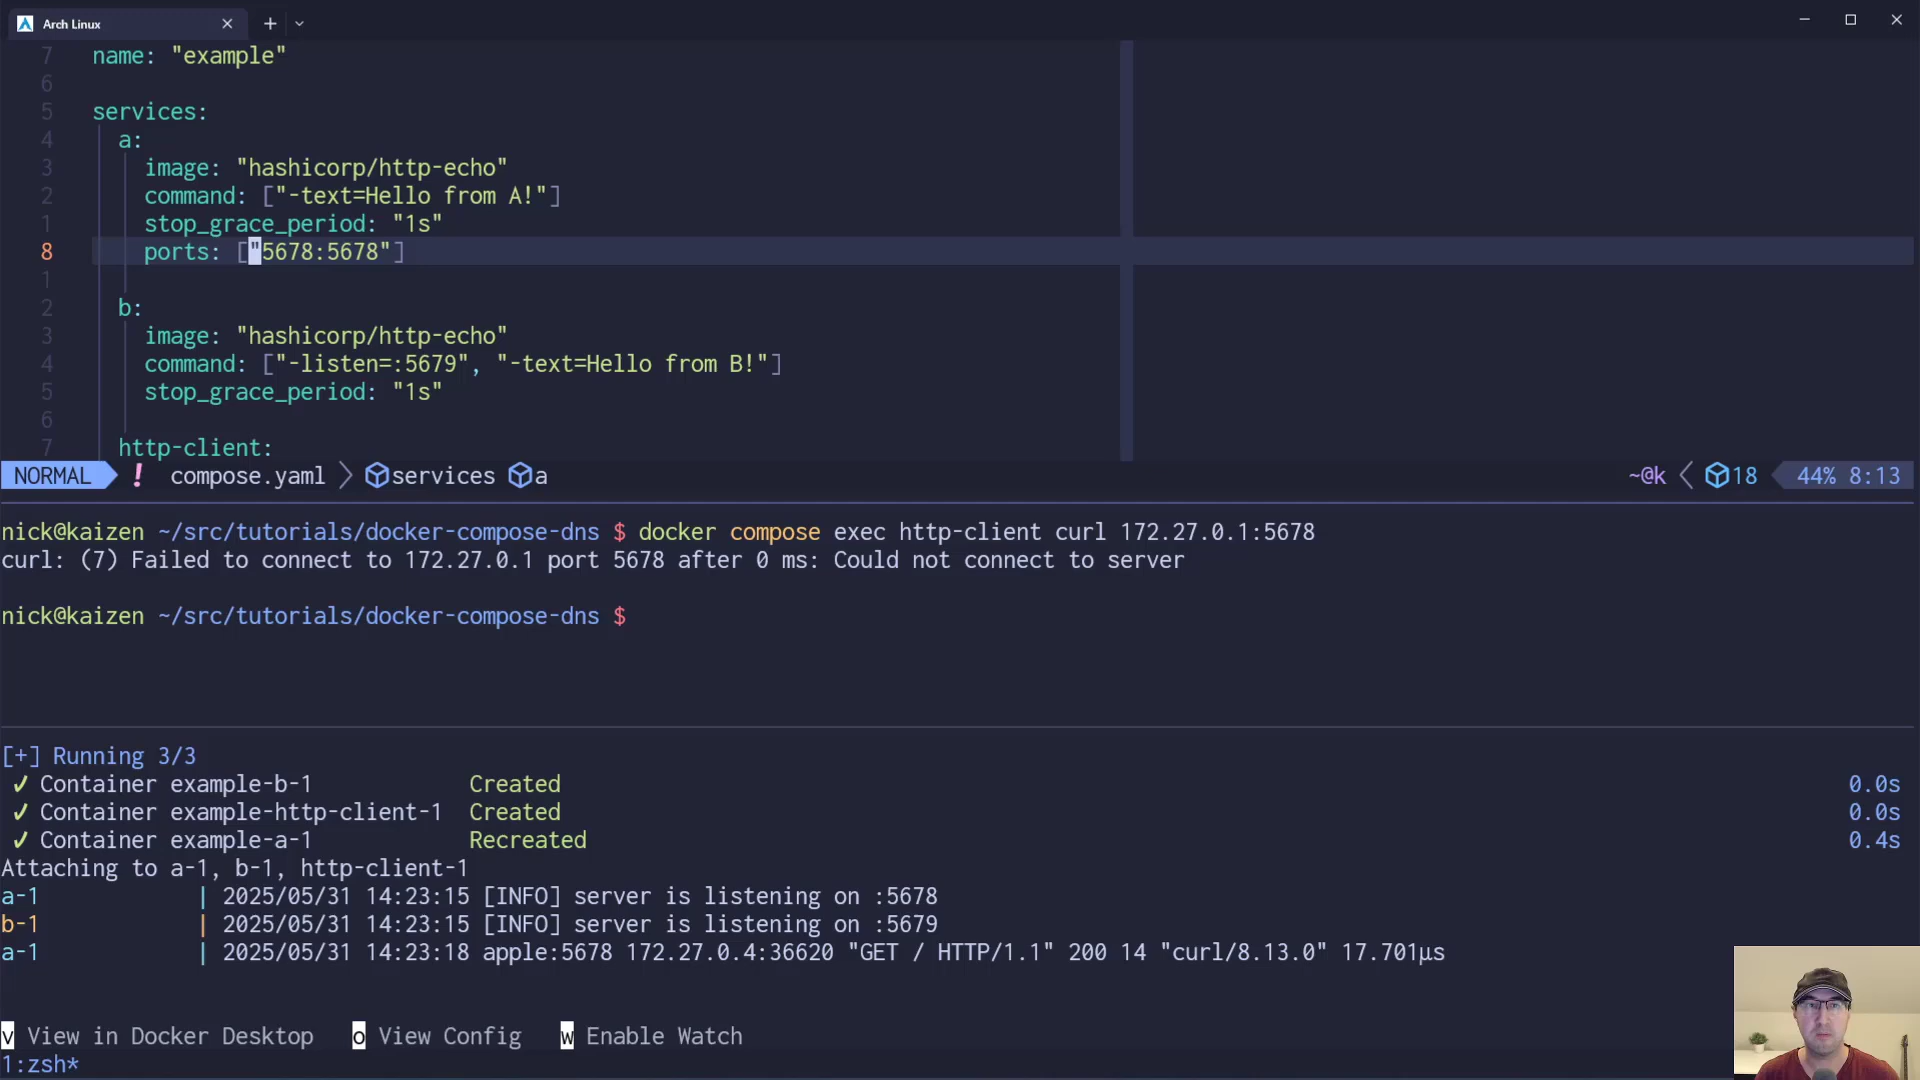 Arch Linux
7 name: "example"
6
5 services:
4 a:
3 image: "hashicorp/http-echo"
2 command: ["-text=Hello from A!"]
1 stop_grace_period: "1s"
8 ports: ["5678:5678"]
1
2 b:
3 image: "hashicorp/http-echo"
4 command: ["-listen=:5679", "-text=Hello from B!"]
5 stop_grace_period: "1s"
6
7 http-client:
NORMAL ! compose.yaml services a ~@k 18 44% 8:13
nick@kaizen ~/src/tutorials/docker-compose-dns $ docker compose exec http-client curl 172.27.0.1:5678
curl: (7) Failed to connect to 172.27.0.1 port 5678 after 0 ms: Could not connect to server
nick@kaizen ~/src/tutorials/docker-compose-dns $
[+] Running 3/3
✓ Container example-b-1 Created 0.0s
✓ Container example-http-client-1 Created 0.0s
✓ Container example-a-1 Recreated 0.4s
Attaching to a-1, b-1, http-client-1
a-1 | 2025/05/31 14:23:15 [INFO] server is listening on :5678
b-1 | 2025/05/31 14:23:15 [INFO] server is listening on :5679
a-1 | 2025/05/31 14:23:18 apple:5678 172.27.0.4:36620 "GET / HTTP/1.1" 200 14 "curl/8.13.0" 17.701µs
v View in Docker Desktop o View Config w Enable Watch
1:zsh*